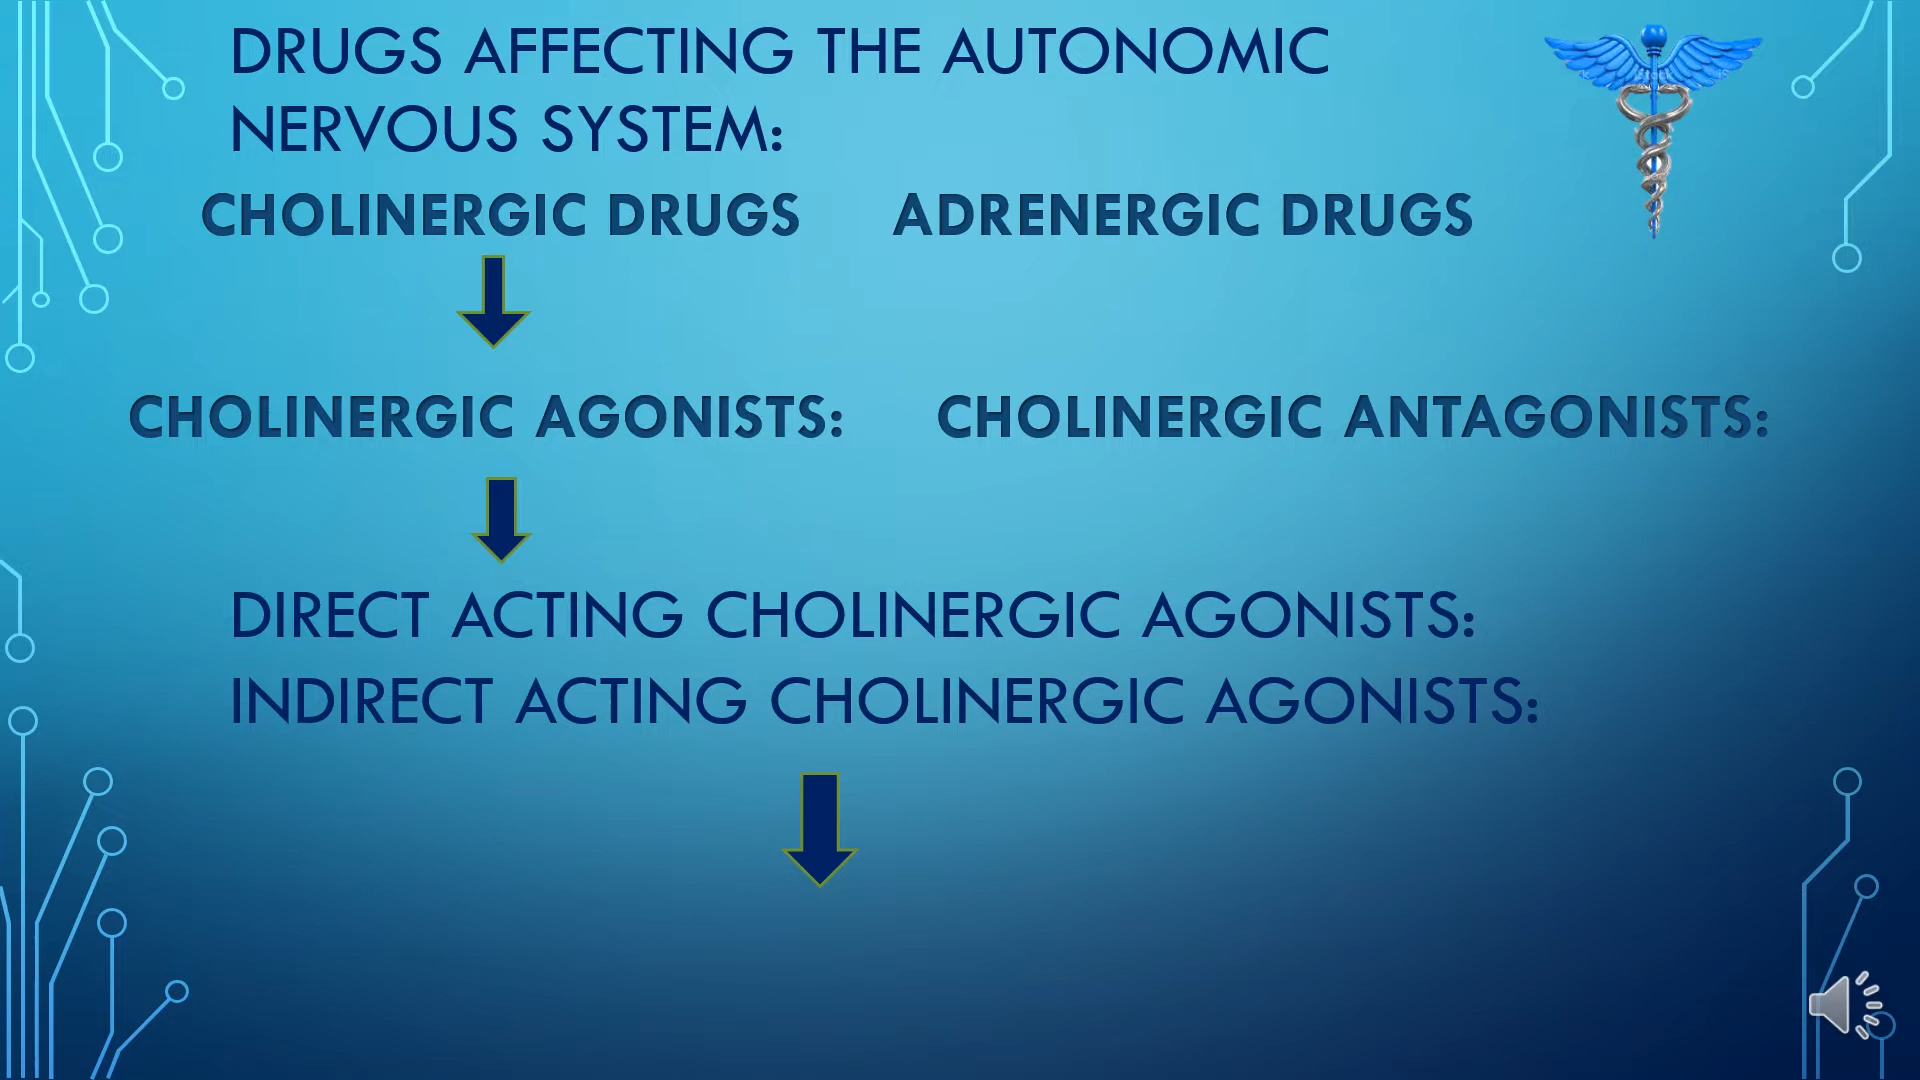 DRUGS AFFECTING THE AUTONOMIC
NERVOUS SYSTEM:
CHOLINERGIC DRUGS ADRENERGIC DRUGS
CHOLINERGIC AGONISTS: CHOLINERGIC ANTAGONISTS:
DIRECT ACTING CHOLINERGIC AGONISTS:
INDIRECT ACTING CHOLINERGIC AGONISTS: